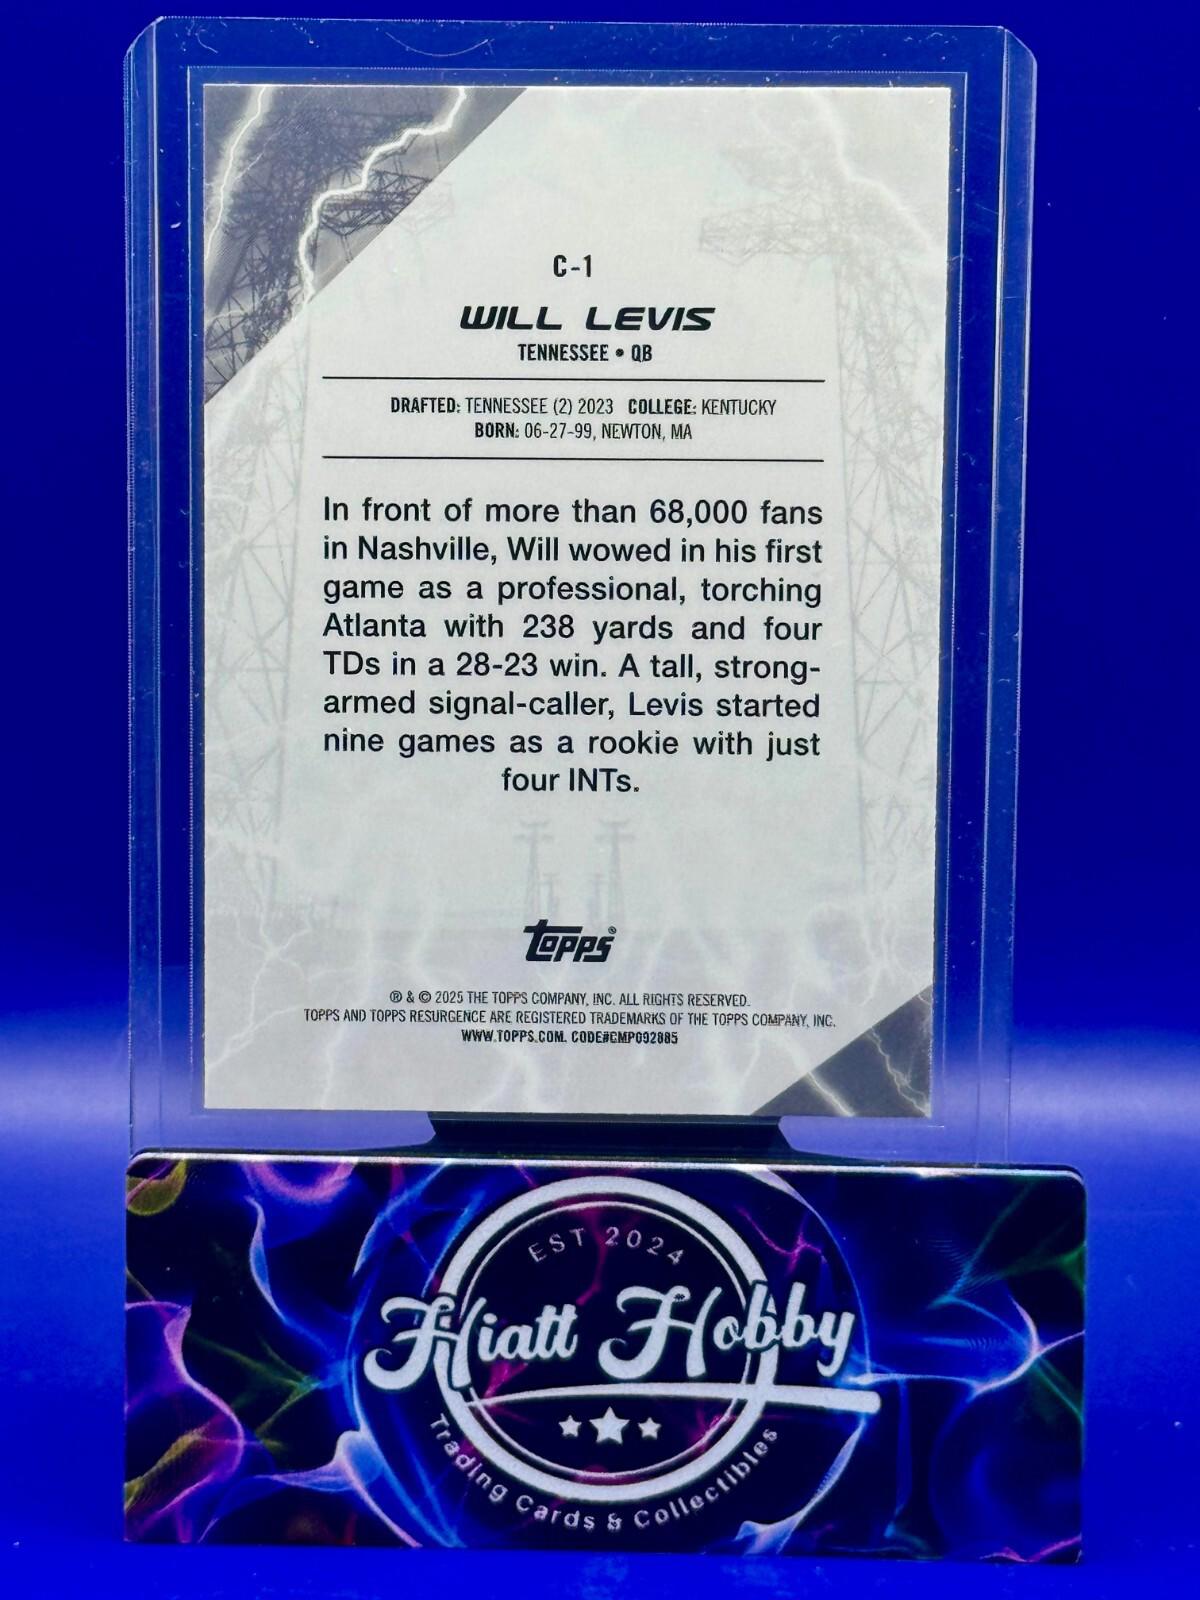 C-1
WILL LEVIS
TENNESSEE • QB
DRAFTED: TENNESSEE (2) 2023 COLLEGE: KENTUCKY
BORN: 06-27-99, NEWTON, MA
In front of more than 68,000 fans
in Nashville, Will wowed in his first
game as a professional, torching
Atlanta with 238 yards and four
TDs in a 28-23 win. A tall, strong-
armed signal-caller, Levis started
nine games as a rookie with just
four INTs.
topps®
® & © 2025 THE TOPPS COMPANY, INC. ALL RIGHTS RESERVED.
TOPPS AND TOPPS RESURGENCE ARE REGISTERED TRADEMARKS OF THE TOPPS COMPANY, INC.
WWW.TOPPS.COM. CODE#CMP092885
EST 2024
Hiatt Hobby
Trading Cards & Collectibles